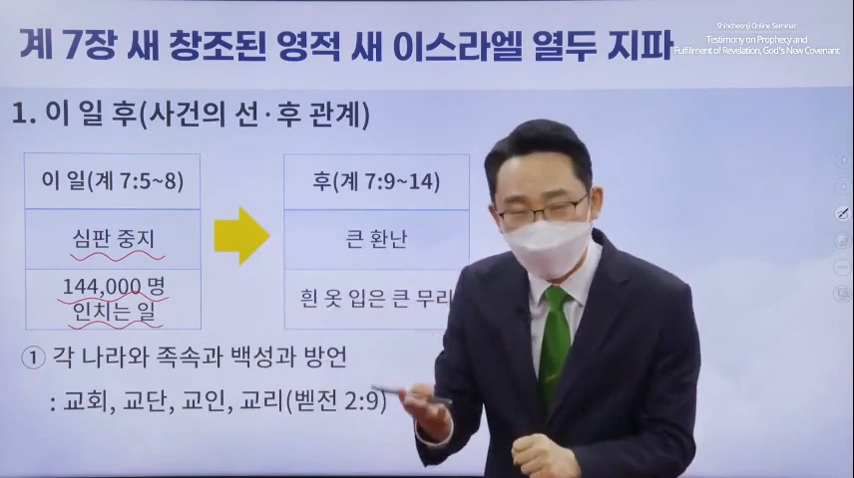 계 7장 새 창조된 영적 새 이스라엘 열두 지파
Shincheonji Online Seminar
Testimony on Prophecy and
Fulfillment of Revelation, God's New Covenant
1. 이 일 후(사건의 선·후 관계)
이 일(계 7:5~8)
후(계 7:9~14)
심판 중지
큰 환난
144,000 명
인치는 일
흰 옷 입은 큰 무리
① 각 나라와 족속과 백성과 방언
: 교회, 교단, 교인, 교리(벧전 2:9)